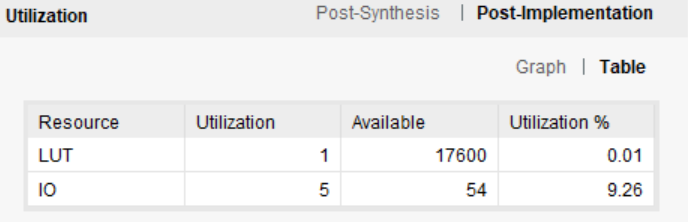 Utilization Post-Synthesis | Post-Implementation
Graph | Table
Resource Utilization Available Utilization %
LUT 1 17600 0.01
IO 5 54 9.26